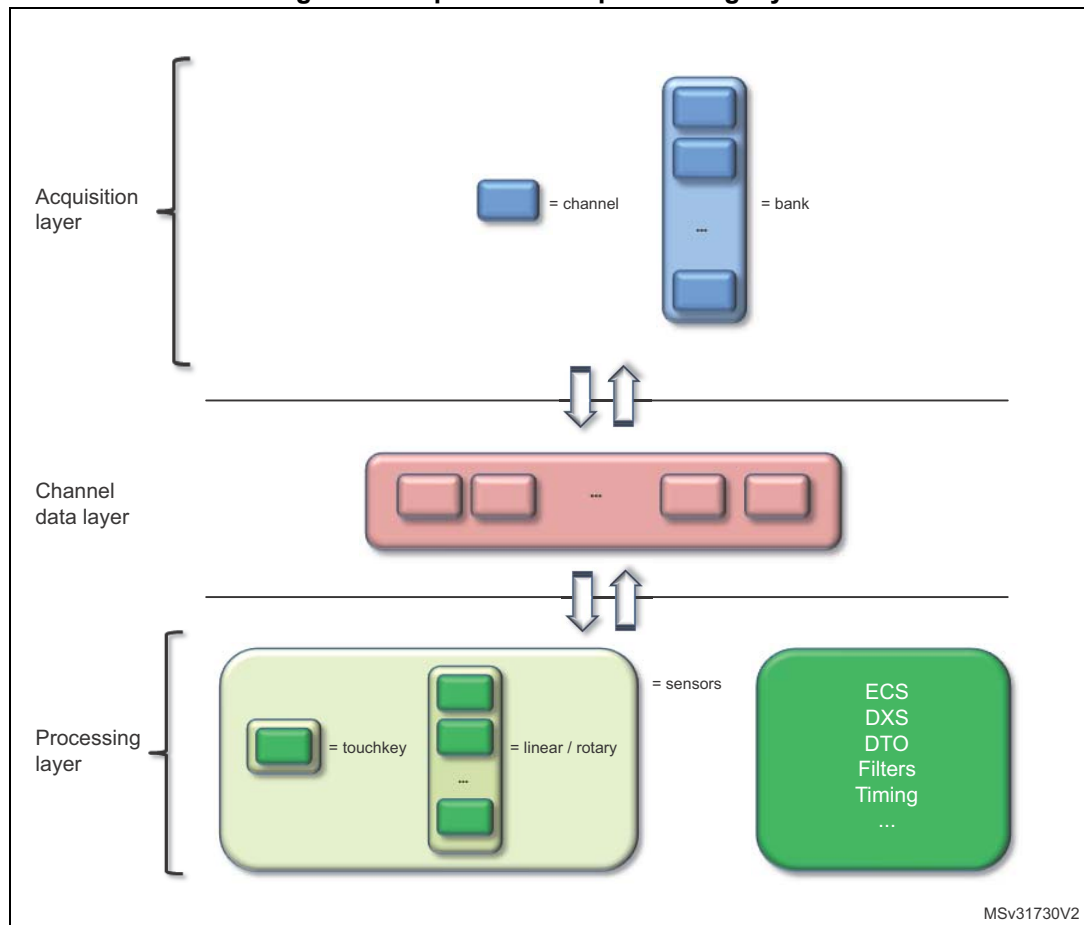 Acquisition
layer
= channel
...
= bank
Channel
data layer
...
Processing
layer
= touchkey
...
= linear / rotary
= sensors
ECS
DXS
DTO
Filters
Timing
...
MSv31730V2